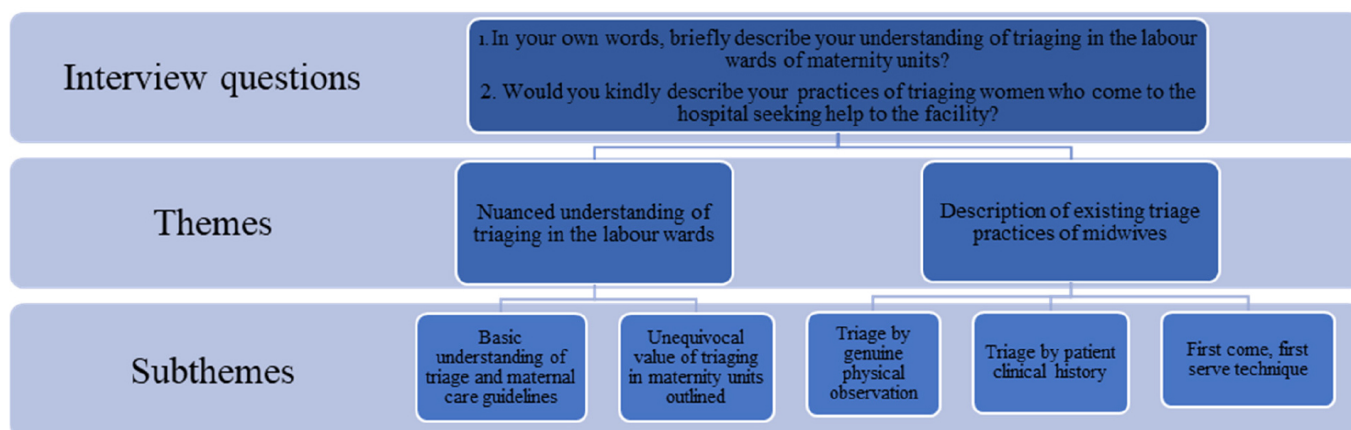 Interview questions
1. In your own words, briefly describe your understanding of triaging in the labour
wards of maternity units?
2. Would you kindly describe your practices of triaging women who come to the
hospital seeking help to the facility?
Themes
Nuanced understanding of
triaging in the labour wards
Description of existing triage
practices of midwives
Subthemes
Basic
understanding of
triage and maternal
care guidelines
Unequivocal
value of triaging
in maternity units
outlined
Triage by
genuine
physical
observation
Triage by patient
clinical history
First come, first
serve technique